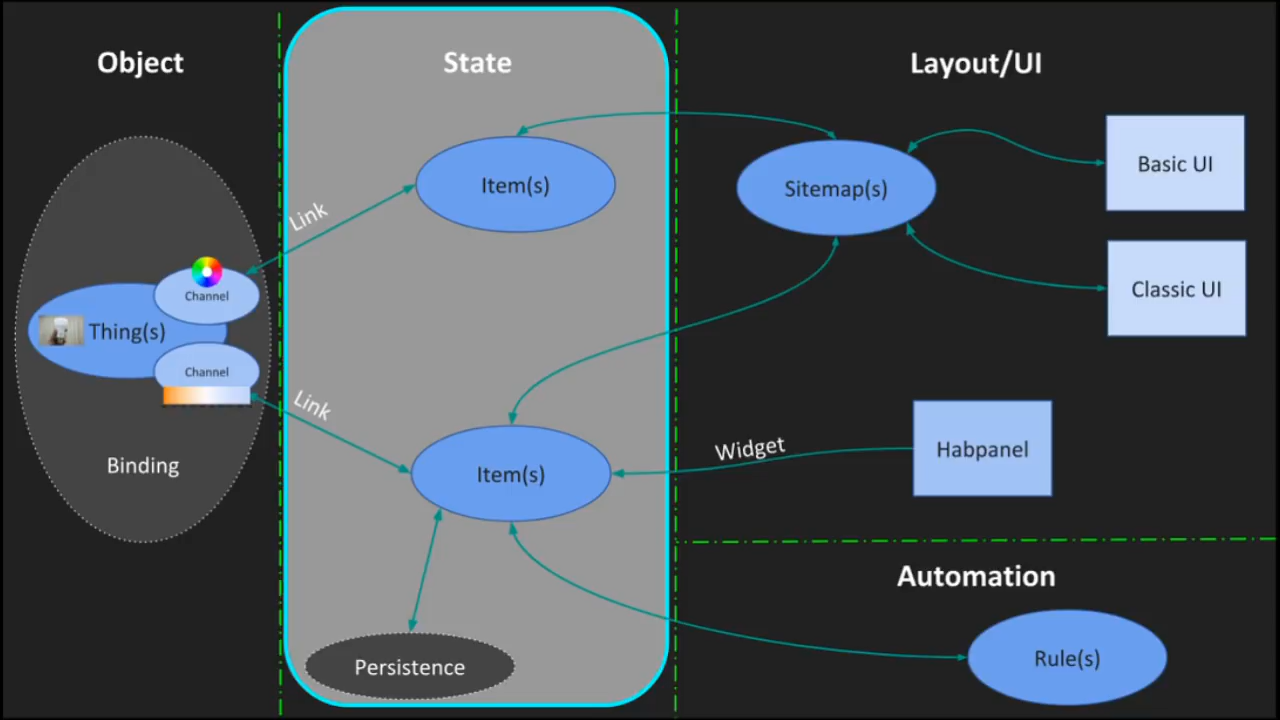 Object
State
Layout/UI
Item(s)
Sitemap(s)
Basic UI
Link
Classic UI
Channel
Thing(s)
Channel
Link
Binding
Item(s)
Widget
Habpanel
Automation
Persistence
Rule(s)